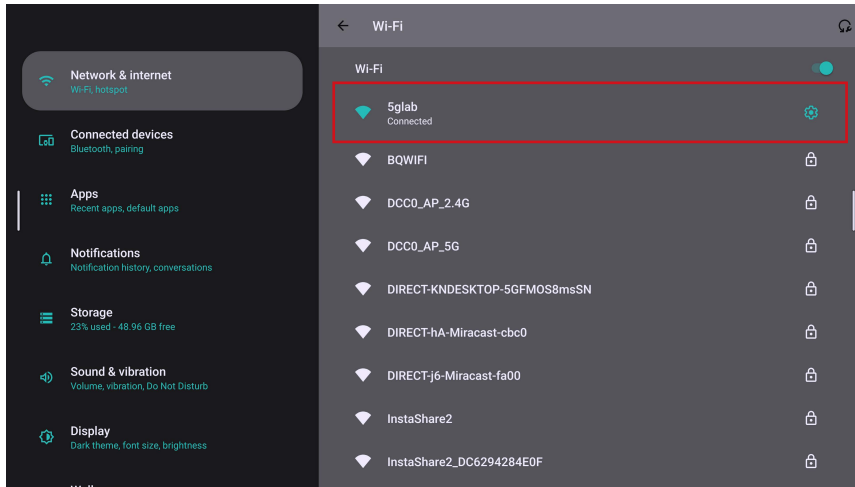 Network & internet
Wi-Fi, hotspot
Connected devices
Bluetooth, pairing
Apps
Recent apps, default apps
Notifications
Notification history, conversations
Storage
23% used - 48.96 GB free
Sound & vibration
Volume, vibration, Do Not Disturb
Display
Dark theme, font size, brightness
Wi-Fi
Wi-Fi
5glab
Connected
BQWIFI
DCC0_AP_2.4G
DCC0_AP_5G
DIRECT-KNDESKTOP-5GFMOS8msSN
DIRECT-hA-Miracast-cbc0
DIRECT-j6-Miracast-fa00
InstaShare2
InstaShare2_DC6294284E0F